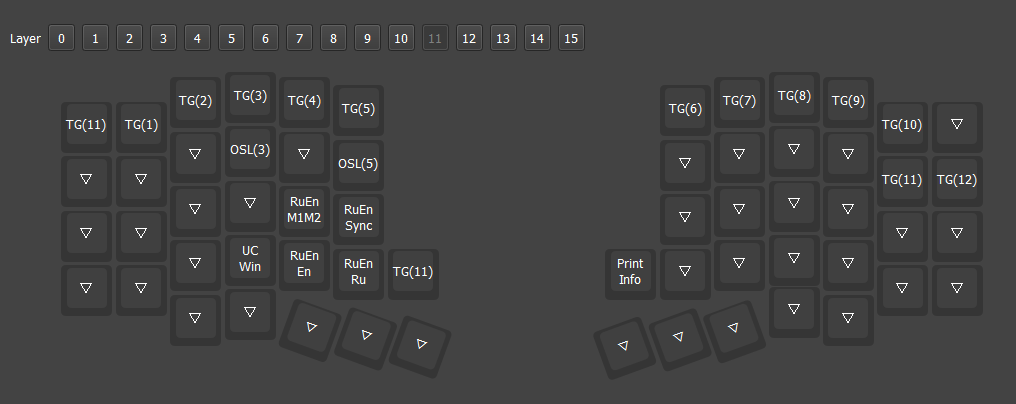 Layer 0 1 2 3 4 5 6 7 8 9 10 11 12 13 14 15
TG(11) TG(1) TG(2) TG(3) TG(4) TG(5) TG(6) TG(7) TG(8) TG(9) TG(10)
OSL(3) OSL(5) TG(11) TG(12)
RuEn
M1M2
RuEn
Sync
UC
Win
RuEn
En
RuEn
Ru
TG(11)
Print
Info